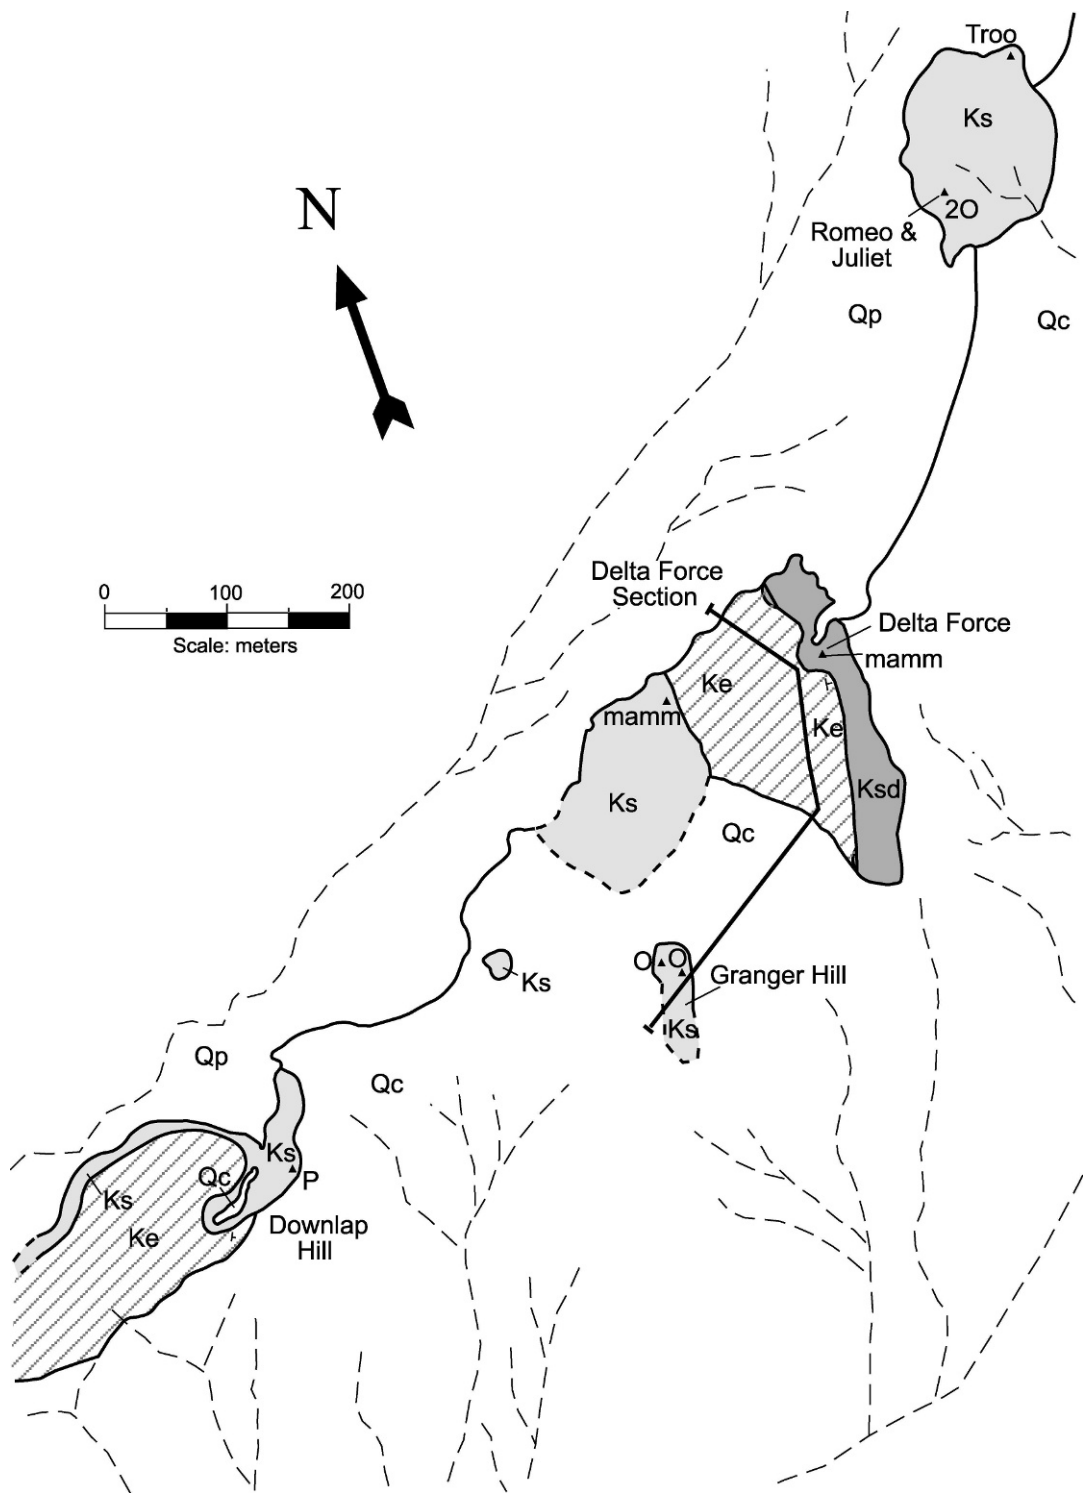 Troo
Ks
N
2O
Romeo &
Juliet
Qp
Qc
Delta Force
Section
0 100 200
Scale: meters
Delta Force
mamm
Ke
mamm
Ke
Ksd
Ks
Qc
O O
Granger Hill
Ks
Ks
Qp
Qc
Ks
Qc
P
Ks
Downlap
Hill
Ke